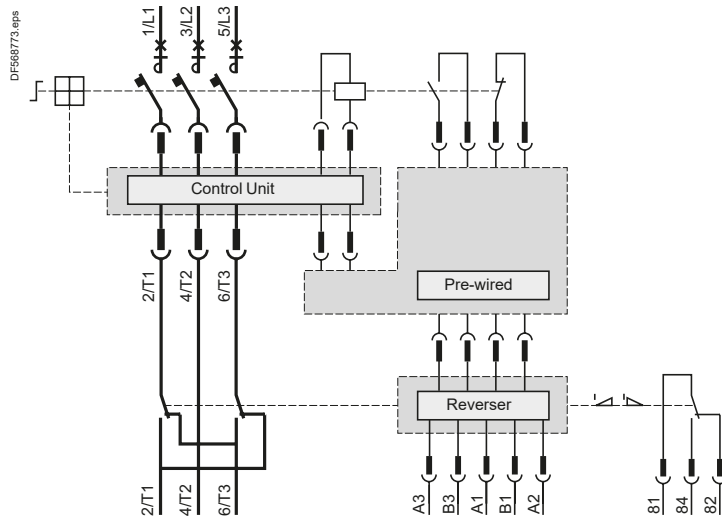 DF568773.eps
1/L1
3/L2
5/L3
Control Unit
2/T1
4/T2
6/T3
Pre-wired
Reverser
2/T1
4/T2
6/T3
A3
B3
A1
B1
A2
81
84
82